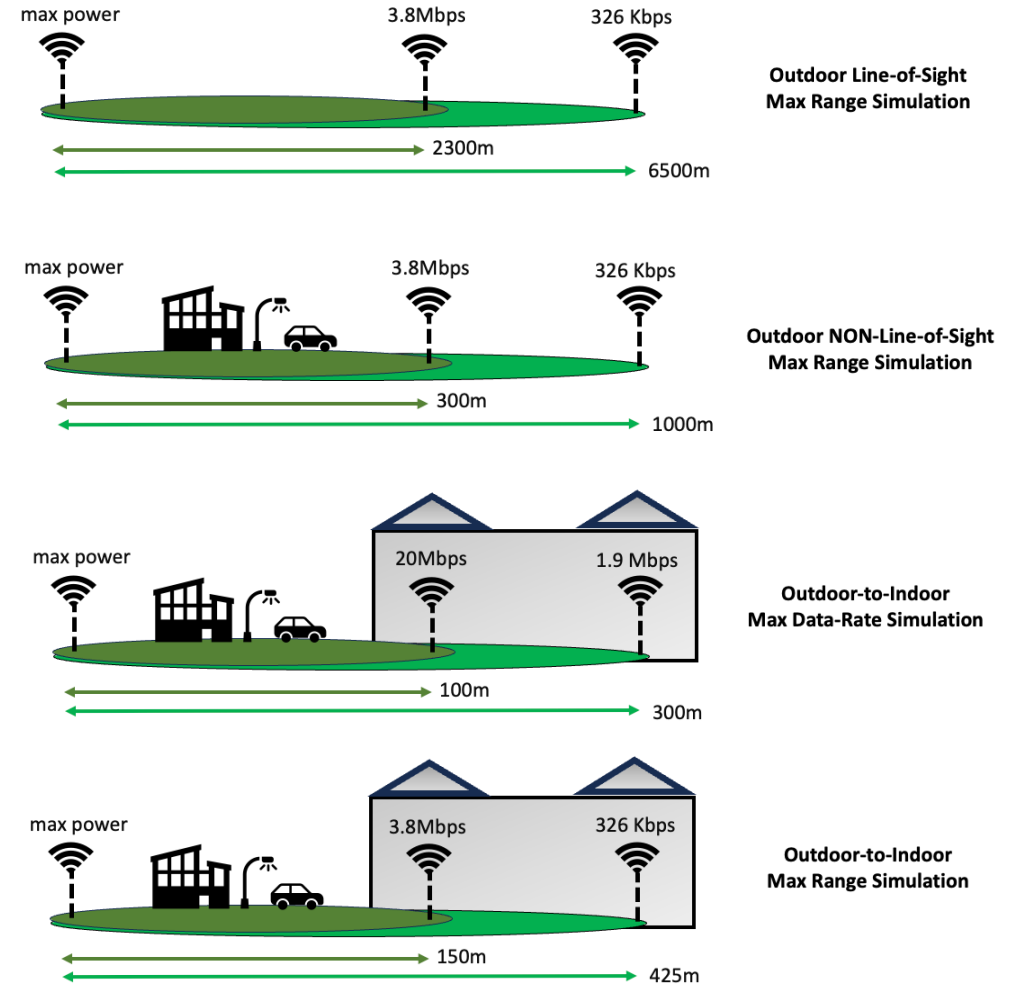 max power
3.8Mbps
326 Kbps
Outdoor Line-of-Sight
Max Range Simulation
2300m
6500m
max power
3.8Mbps
326 Kbps
Outdoor NON-Line-of-Sight
Max Range Simulation
300m
1000m
max power
20Mbps
1.9 Mbps
Outdoor-to-Indoor
Max Data-Rate Simulation
100m
300m
max power
3.8Mbps
326 Kbps
Outdoor-to-Indoor
Max Range Simulation
150m
425m